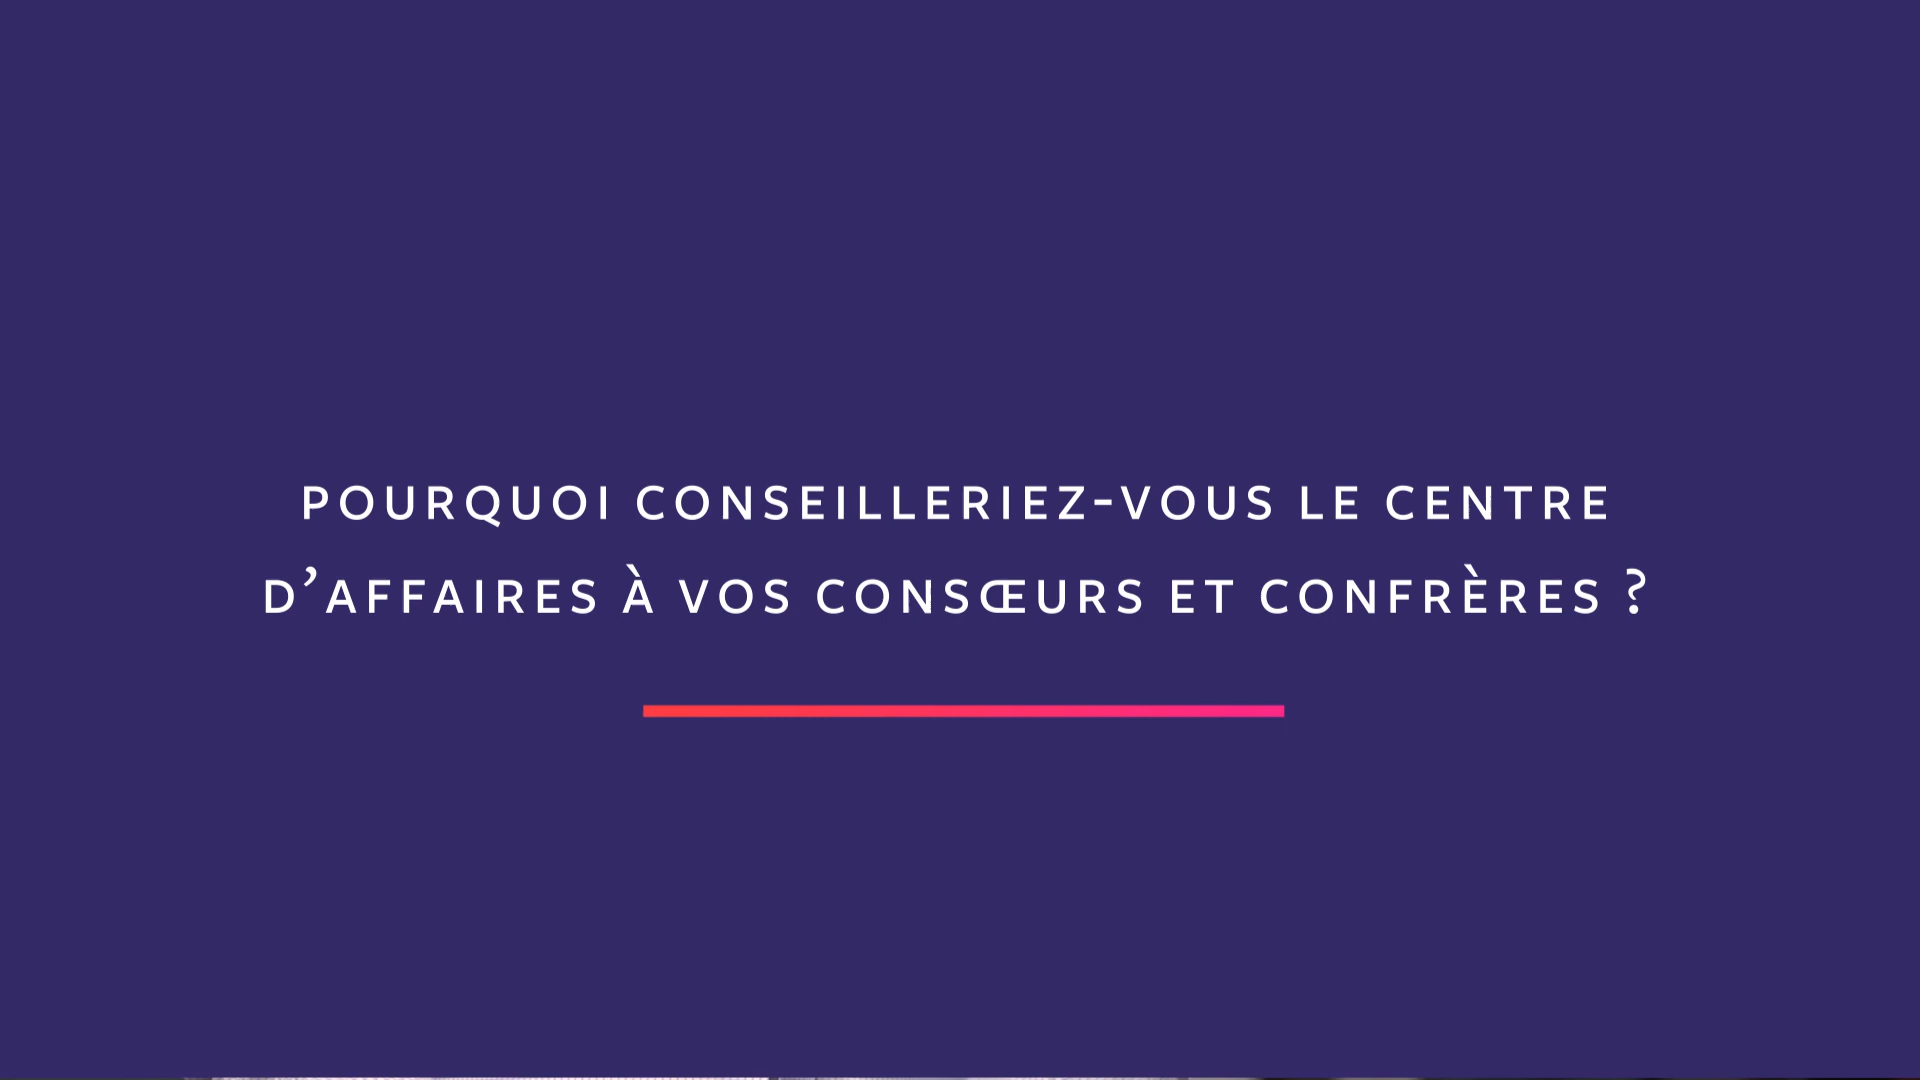 POURQUOI CONSEILLERIEZ-VOUS LE CENTRE
D’AFFAIRES À VOS CONSŒURS ET CONFRÈRES ?